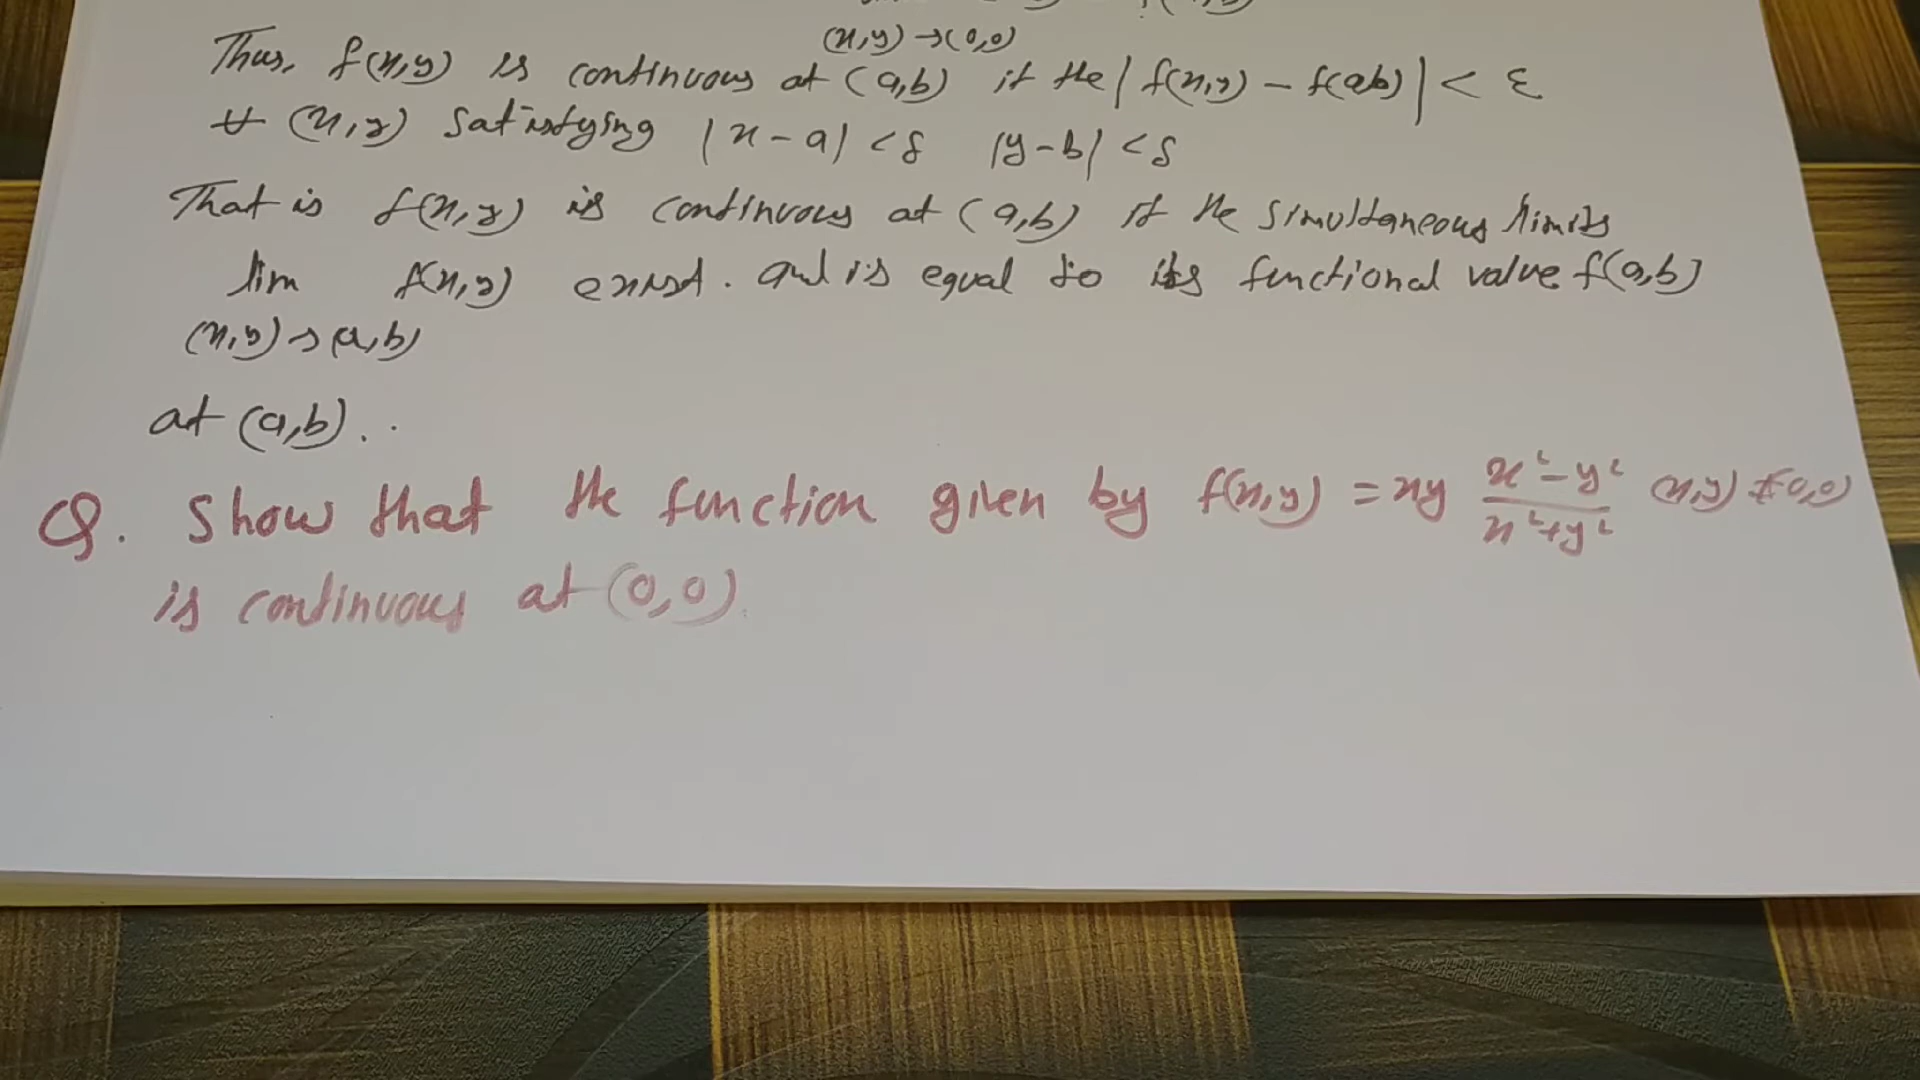 (x,y) → (0,0)
Thus, f(x,y) is continuous at (a,b) if the | f(x,y) - f(ab) | < ε
∀ (x,y) satisfying | x - a | < δ |y-b| < δ
That is f(x,y) is continuous at (a,b) if the simultaneous limits
lim f(x,y) exist. and is equal to its functional value f(a,b)
(x,y) → (a,b)
at (a,b). .
Q. Show that the function given by f(x,y) = xy (x² - y²)/(x² + y²) (x,y) ≠ (0,0)
is continuous at (0,0).